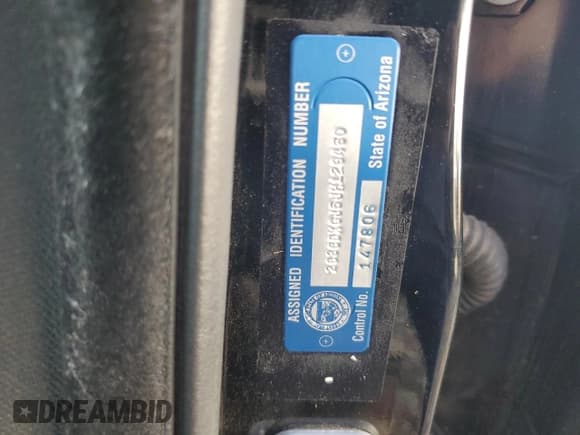 ASSIGNED IDENTIFICATION NUMBER
Control No. 147806
State of Arizona
DREAMBID